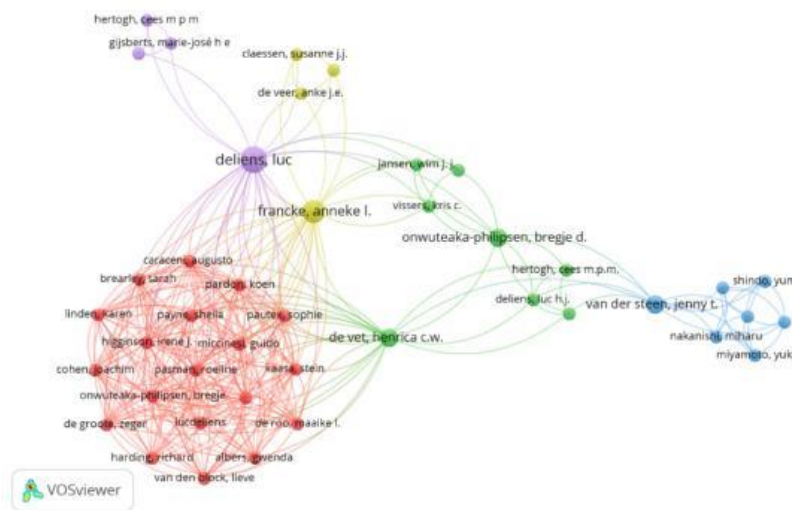 hertogh, cees m p m
gijsberts, marie-josé h e
claessen, susanne j.j.
de veer, anke j.e.
deliens, luc
jansen, wim j. j.
francke, anneke l.
vissers, kris c.
onwuteaka-philipsen, bregje d.
caraceni, augusto
hertogh, cees m.p.m.
brearley, sarah
pardon, koen
shindo, yum
deliens, luc h.j.
van der steen, jenny t.
linden, karen
payne, sheila
pautex, sophie
nakanishi, miharu
de vet, henrica c.w.
higginson, irene j.
miccinesi, guido
miyamoto, yuk
cohen, joachim
pasman, roeline
kaasa, stein
onwuteaka-philipsen, bregje
de groote, zeger
lucdeliens
de roo, maaike l.
harding, richard
albers, gwenda
van den block, lieve
VOSviewer